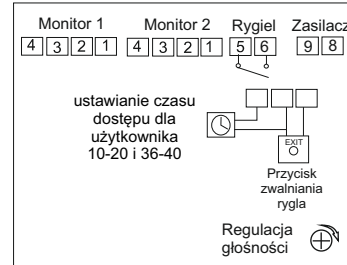 Monitor 1 Monitor 2 Rygiel Zasilacz
4 3 2 1 4 3 2 1 5 6 9 8
ustawianie czasu
dostępu dla
użytkownika
10-20 i 36-40
EXIT
Przycisk
zwalniania
rygla
Regulacja
głośności